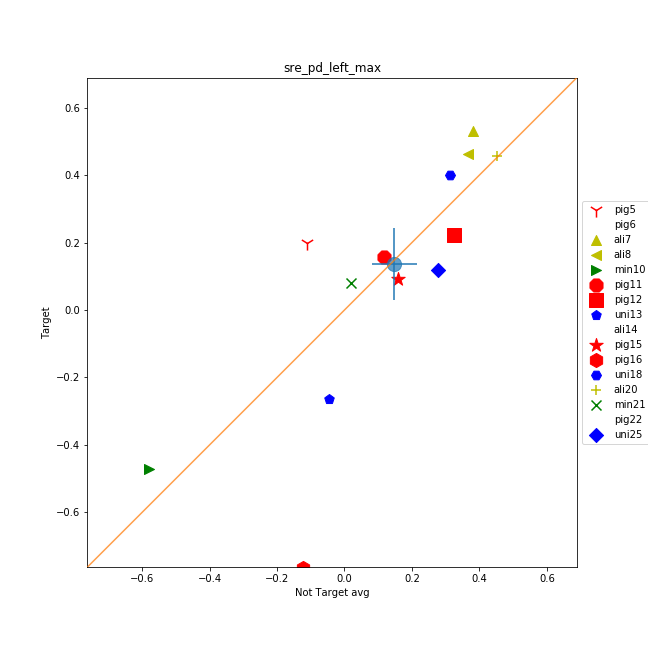 sre_pd_left_max
Target
0.6
0.4
0.2
0.0
−0.2
−0.4
−0.6
−0.6
−0.4
−0.2
0.0
0.2
0.4
0.6
Not Target avg
pig5
pig6
ali7
ali8
min10
pig11
pig12
uni13
ali14
pig15
pig16
uni18
ali20
min21
pig22
uni25